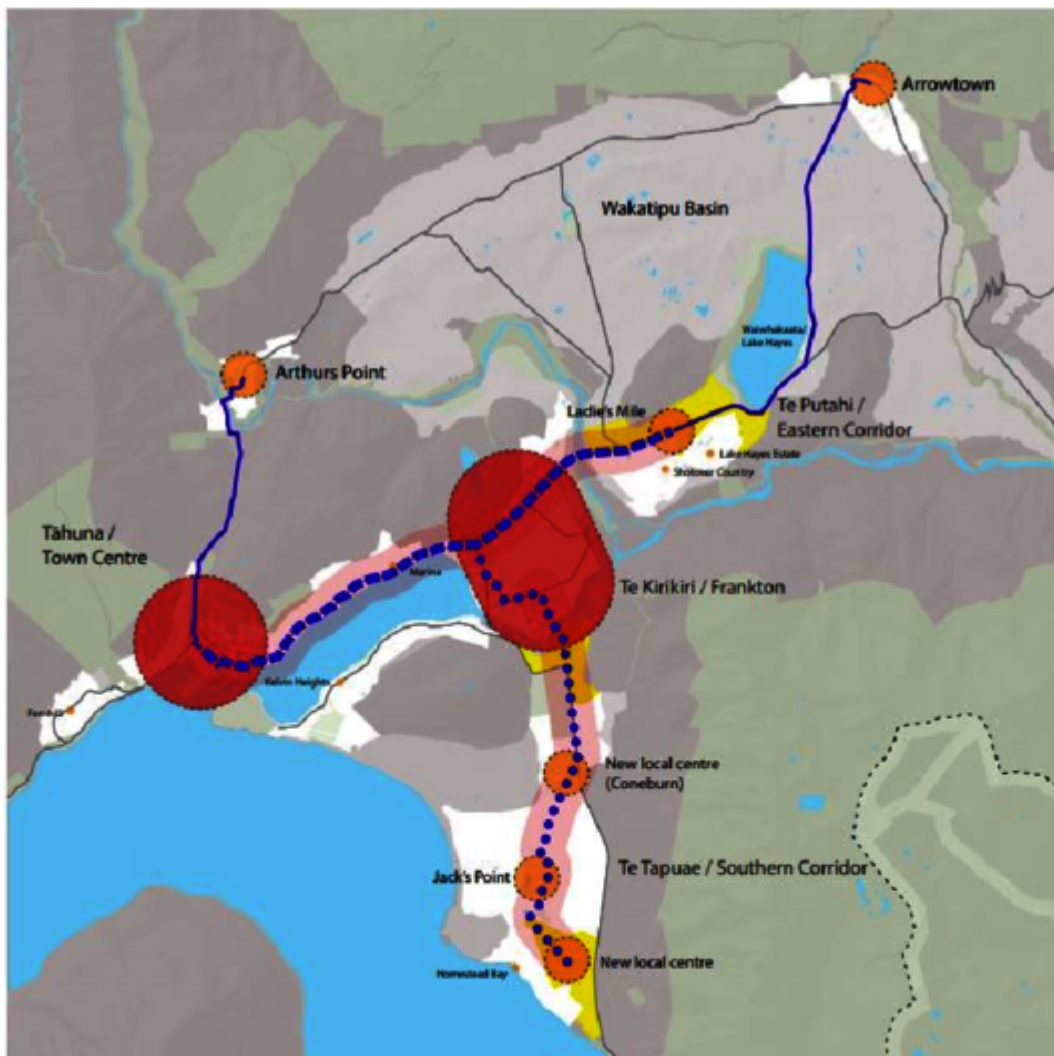 Arrowtown
Wakatipu Basin
Waiwhakaata/
Lake Hayes
Arthurs Point
Ladie's Mile
Te Putahi /
Eastern Corridor
Lake Hayes Estate
Shotover Country
Tāhuna /
Town Centre
Marina
Te Kirikiri / Frankton
Kelvin Heights
Fernhill
New local centre
(Coneburn)
Te Tapuae / Southern Corridor
Jack's Point
New local centre
Homestead Bay